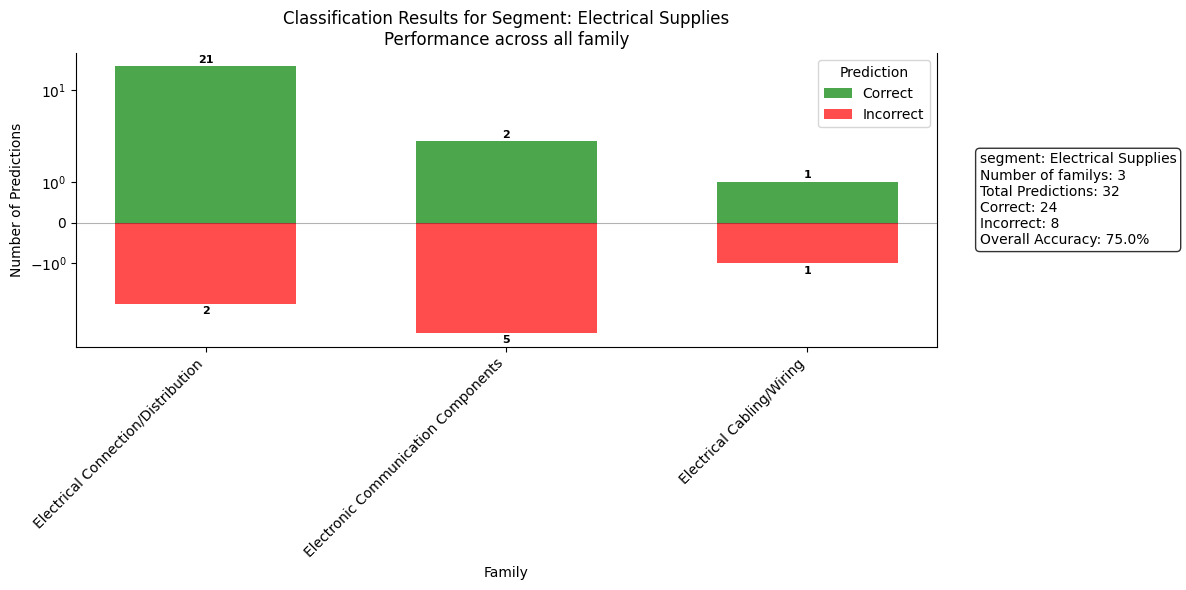 Classification Results for Segment: Electrical Supplies
Performance across all family
Number of Predictions
10¹
10⁰
0
−10⁰
21
2
1
2
5
1
Prediction
Correct
Incorrect
segment: Electrical Supplies
Number of familys: 3
Total Predictions: 32
Correct: 24
Incorrect: 8
Overall Accuracy: 75.0%
Electrical Connection/Distribution
Electronic Communication Components
Electrical Cabling/Wiring
Family